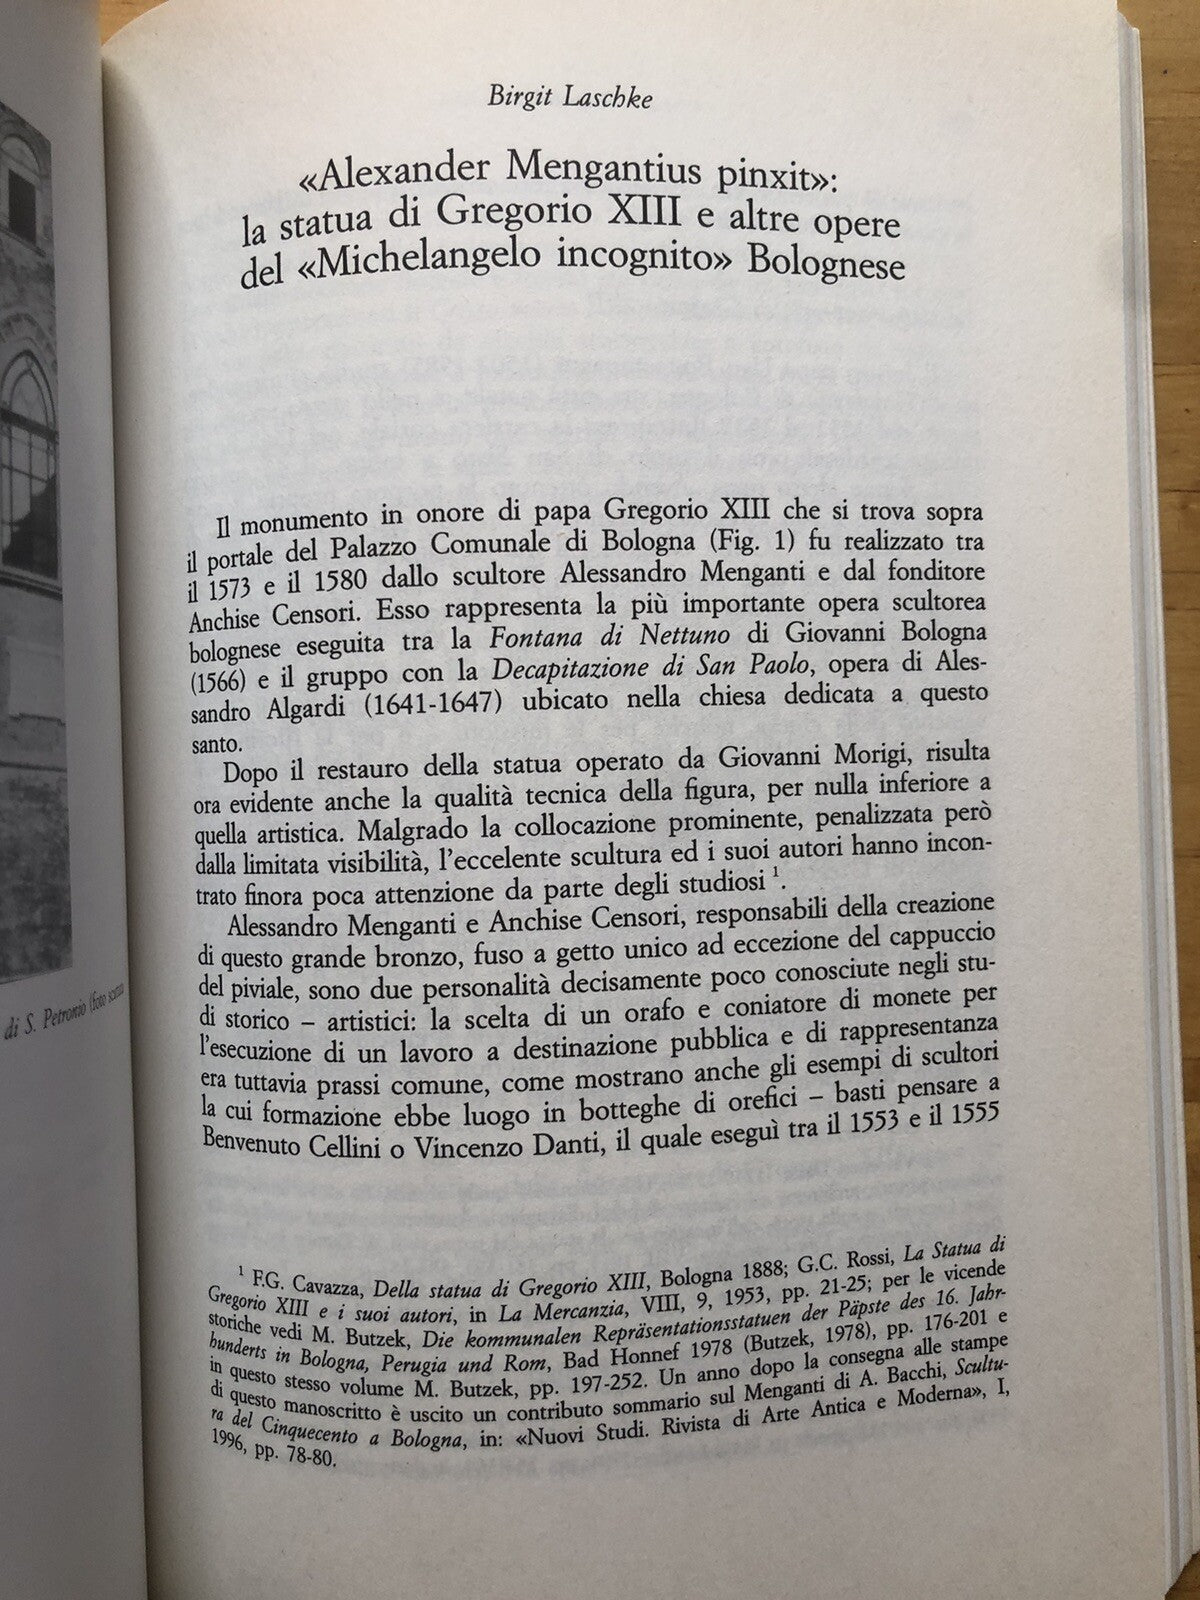 di S. Petronio (foto senza
Birgit Laschke
«Alexander Mengantius pinxit»:
la statua di Gregorio XIII e altre opere
del «Michelangelo incognito» Bolognese
Il monumento in onore di papa Gregorio XIII che si trova sopra
il portale del Palazzo Comunale di Bologna (Fig. 1) fu realizzato tra
il 1573 e il 1580 dallo scultore Alessandro Menganti e dal fonditore
Anchise Censori. Esso rappresenta la più importante opera scultorea
bolognese eseguita tra la Fontana di Nettuno di Giovanni Bologna
(1566) e il gruppo con la Decapitazione di San Paolo, opera di Ales-
sandro Algardi (1641-1647) ubicato nella chiesa dedicata a questo
santo.
Dopo il restauro della statua operato da Giovanni Morigi, risulta
ora evidente anche la qualità tecnica della figura, per nulla inferiore a
quella artistica. Malgrado la collocazione prominente, penalizzata però
dalla limitata visibilità, l'eccelente scultura ed i suoi autori hanno incon-
trato finora poca attenzione da parte degli studiosi 1.
Alessandro Menganti e Anchise Censori, responsabili della creazione
di questo grande bronzo, fuso a getto unico ad eccezione del cappuccio
del piviale, sono due personalità decisamente poco conosciute negli stu-
di storico – artistici: la scelta di un orafo e coniatore di monete per
l'esecuzione di un lavoro a destinazione pubblica e di rappresentanza
era tuttavia prassi comune, come mostrano anche gli esempi di scultori
la cui formazione ebbe luogo in botteghe di orefici – basti pensare a
Benvenuto Cellini o Vincenzo Danti, il quale eseguì tra il 1553 e il 1555
1 F.G. Cavazza, Della statua di Gregorio XIII, Bologna 1888; G.C. Rossi, La Statua di
Gregorio XIII e i suoi autori, in La Mercanzia, VIII, 9, 1953, pp. 21-25; per le vicende
storiche vedi M. Butzek, Die kommunalen Repräsentationsstatuen der Päpste des 16. Jahr-
hunderts in Bologna, Perugia und Rom, Bad Honnef 1978 (Butzek, 1978), pp. 176-201 e
in questo stesso volume M. Butzek, pp. 197-252. Un anno dopo la consegna alle stampe
di questo manoscritto è uscito un contributo sommario sul Menganti di A. Bacchi, Scultu-
ra del Cinquecento a Bologna, in: «Nuovi Studi. Rivista di Arte Antica e Moderna», I,
1996, pp. 78-80.